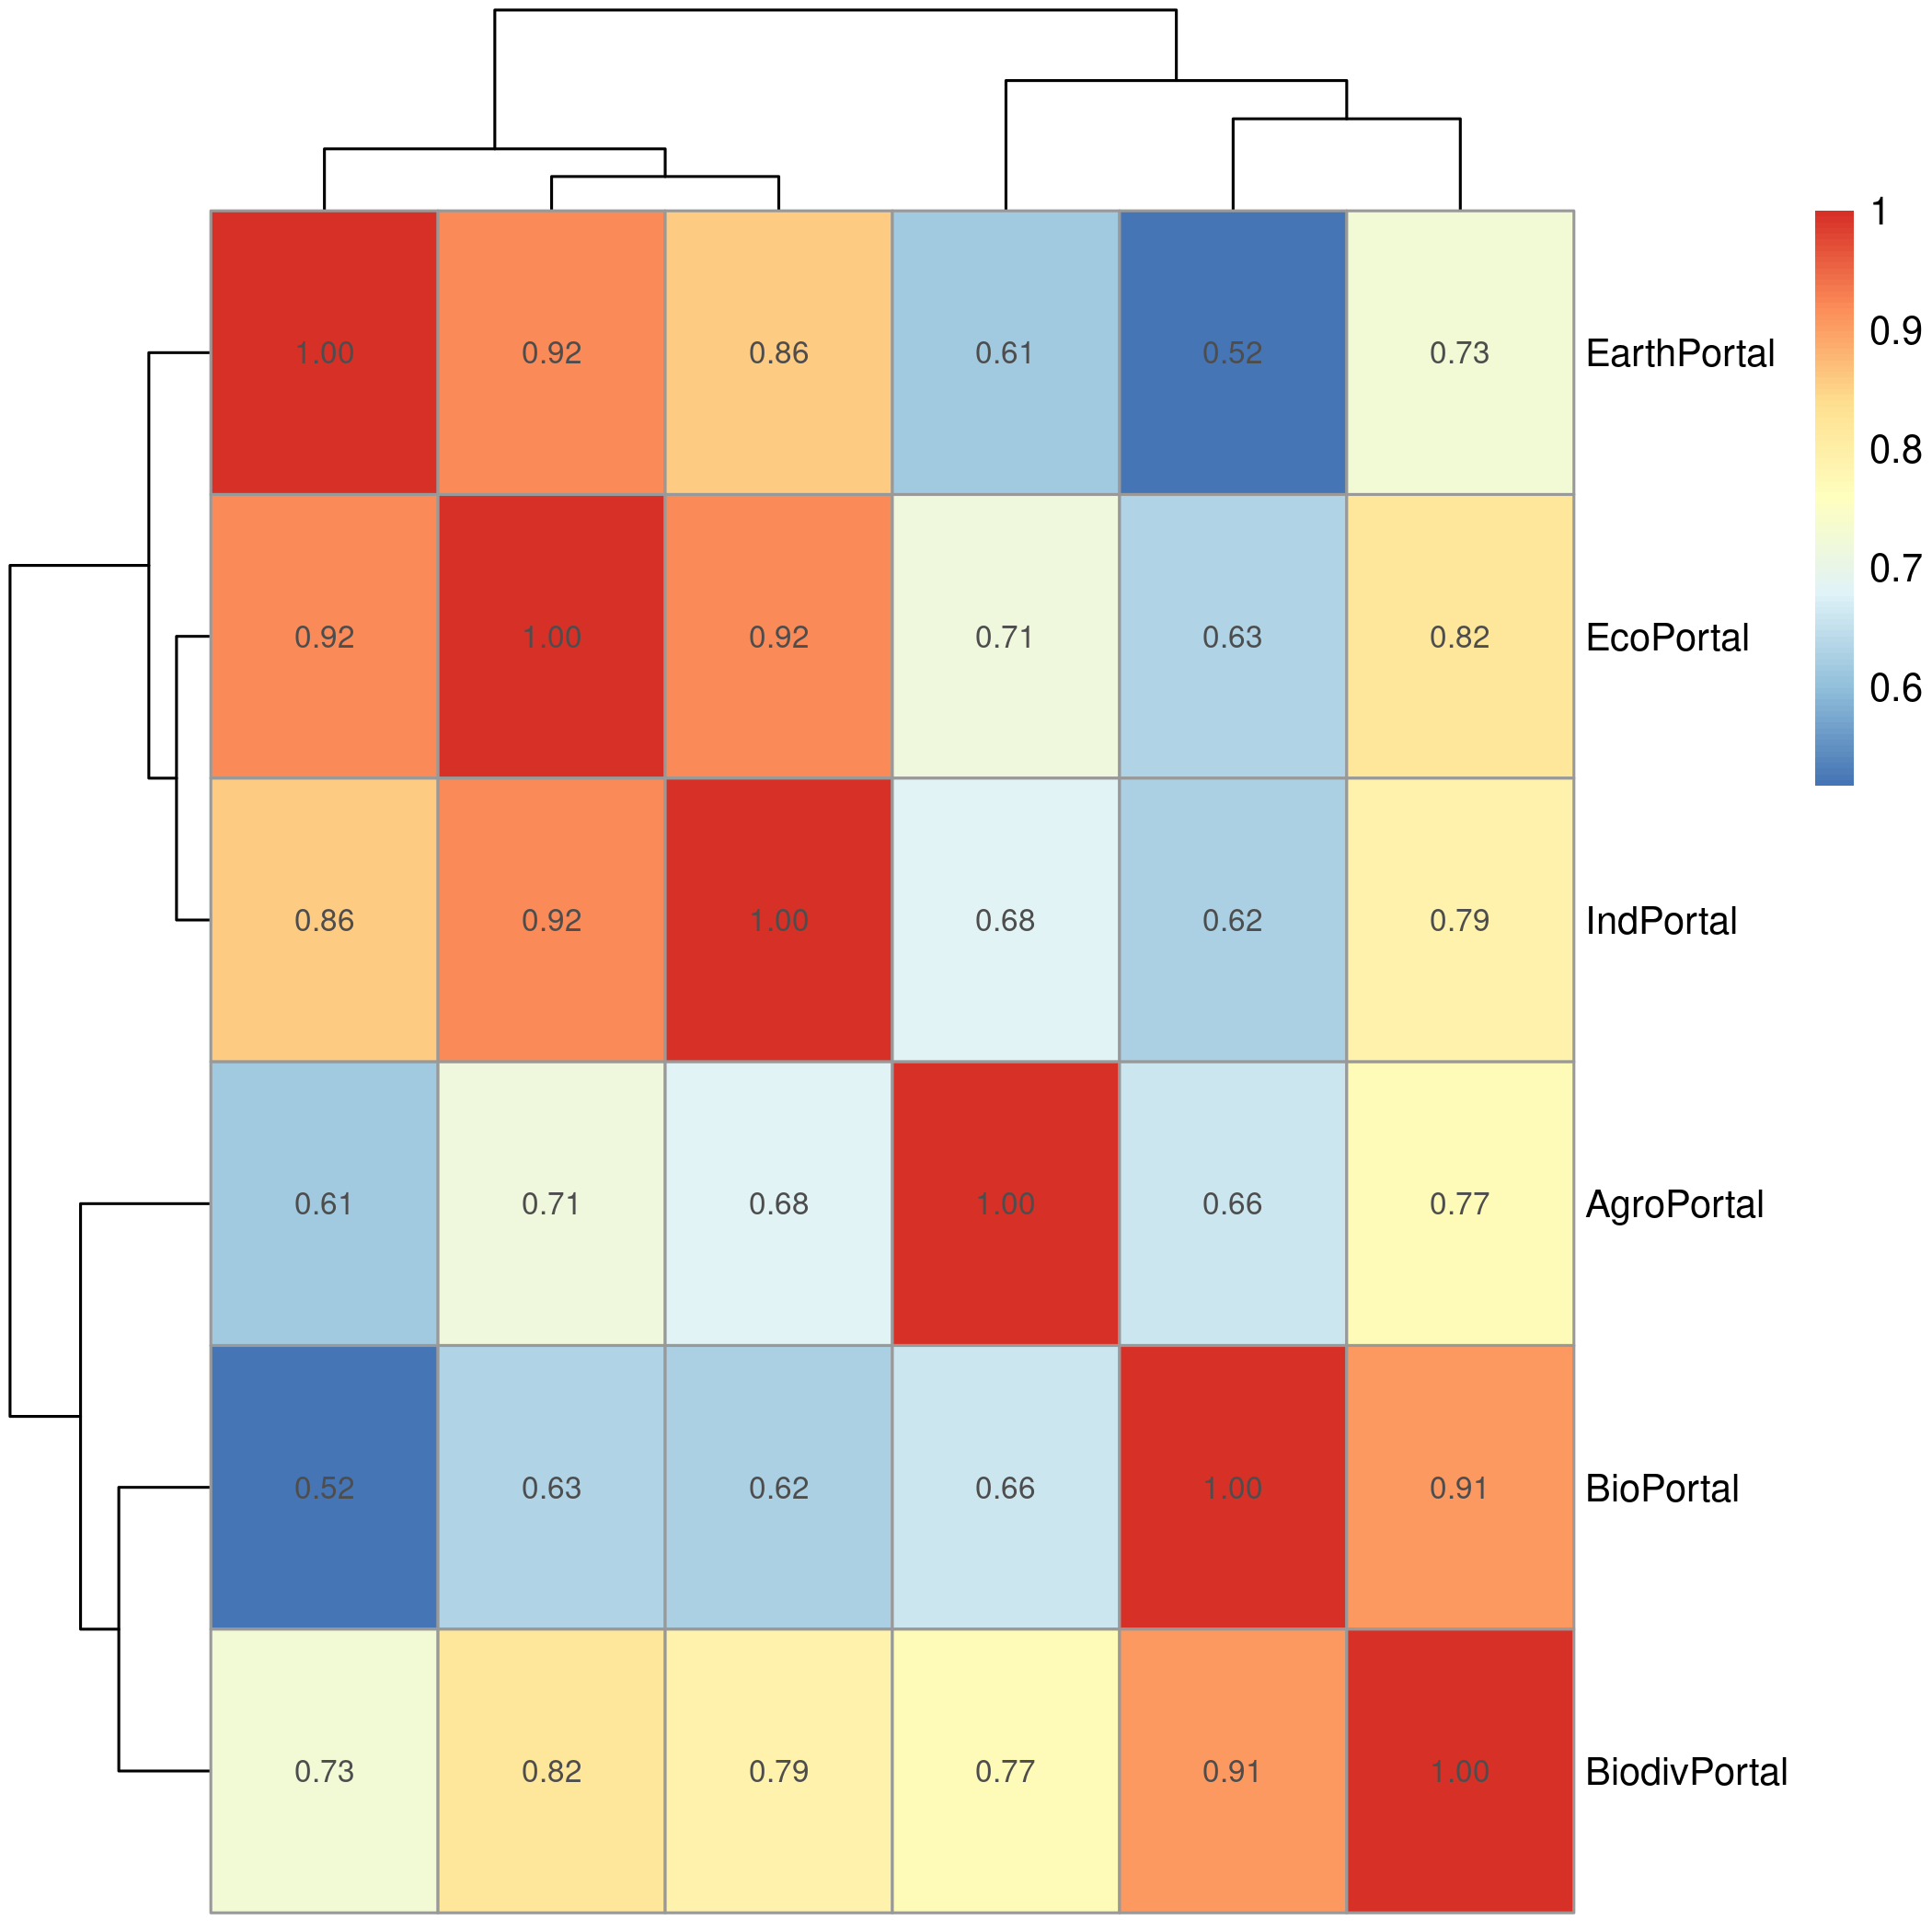 1
1.00 0.92 0.86 0.61 0.52 0.73 EarthPortal
0.9
0.8
0.7
0.92 1.00 0.92 0.71 0.63 0.82 EcoPortal
0.6
0.86 0.92 1.00 0.68 0.62 0.79 IndPortal
0.61 0.71 0.68 1.00 0.66 0.77 AgroPortal
0.52 0.63 0.62 0.66 1.00 0.91 BioPortal
0.73 0.82 0.79 0.77 0.91 1.00 BiodivPortal